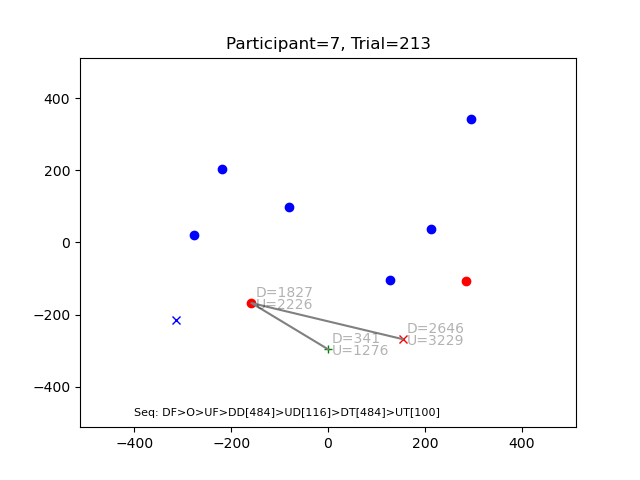 Participant=7, Trial=213
400
200
0
−200
−400
D=1827
U=2226
D=2646
U=3229
D=341
U=1276
Seq: DF>O>UF>DD[484]>UD[116]>DT[484]>UT[100]
−400
−200
0
200
400